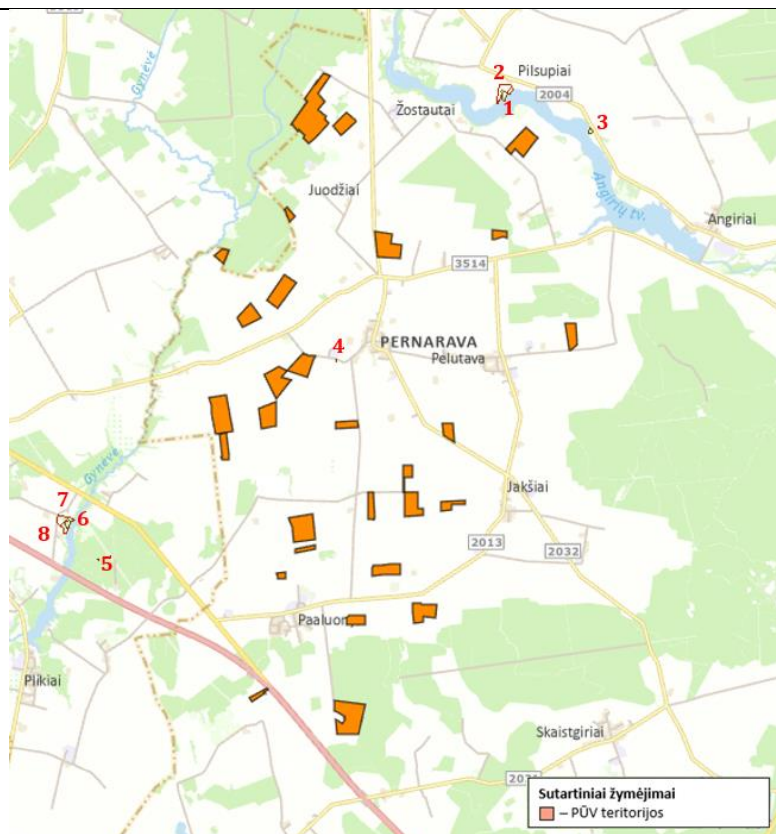 Gynevė
2
Pilsupiai
2004
1
Žostautai
3
Juodžiai
Angirių tv.
Angiriai
3514
4
PERNARAVA
Pelutava
Gynevė
7
6
8
5
Jakšiai
2013
2032
Paaluonys
Plikiai
Skaistgiriai
Sutartiniai žymėjimai
– PŪV teritorijos